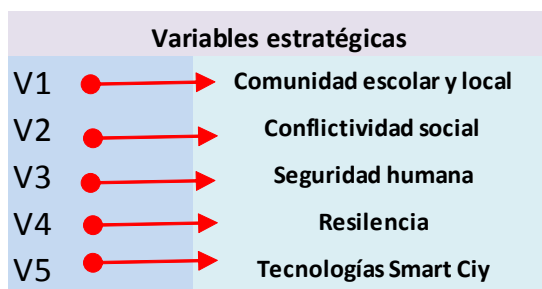 Variables estratégicas
V1 Comunidad escolar y local
V2 Conflictividad social
V3 Seguridad humana
V4 Resilencia
V5 Tecnologías Smart Ciy